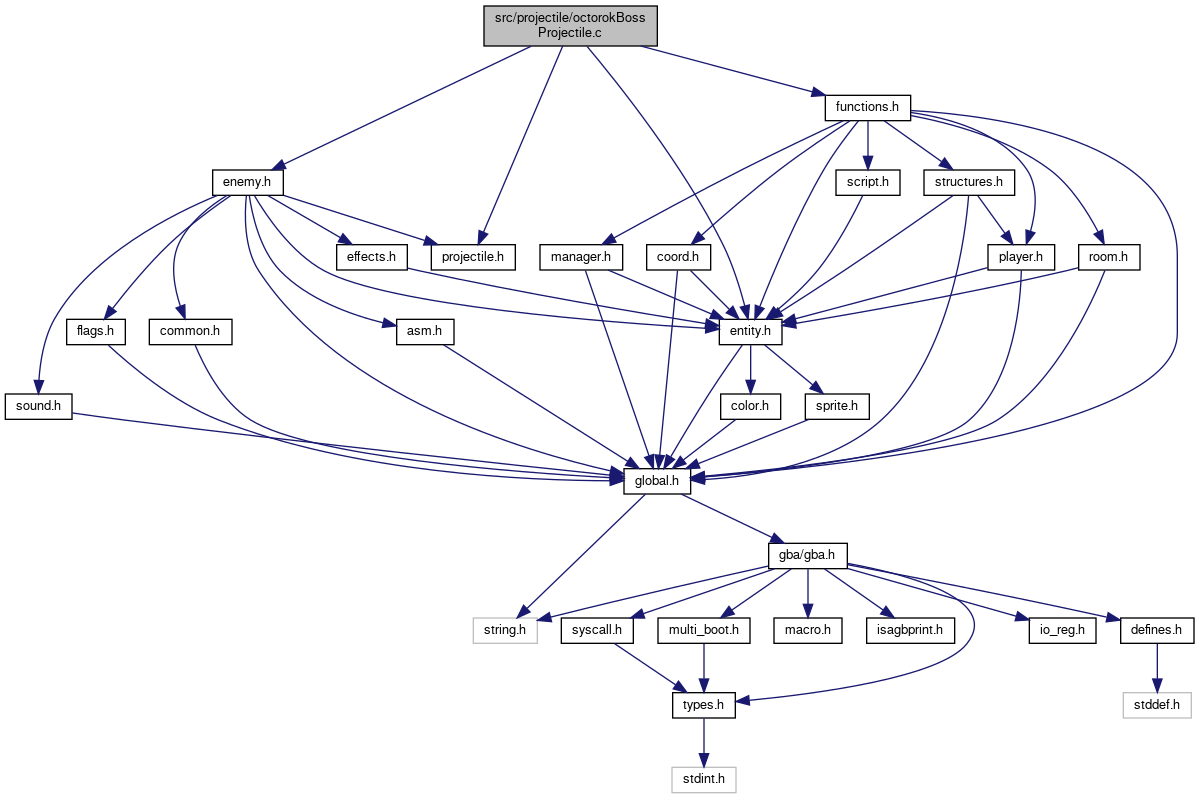 src/projectile/octorokBoss
Projectile.c
functions.h
enemy.h
script.h
structures.h
effects.h
projectile.h
manager.h
coord.h
player.h
room.h
flags.h
common.h
asm.h
entity.h
sound.h
color.h
sprite.h
global.h
gba/gba.h
string.h
syscall.h
multi_boot.h
macro.h
isagbprint.h
io_reg.h
defines.h
types.h
stddef.h
stdint.h